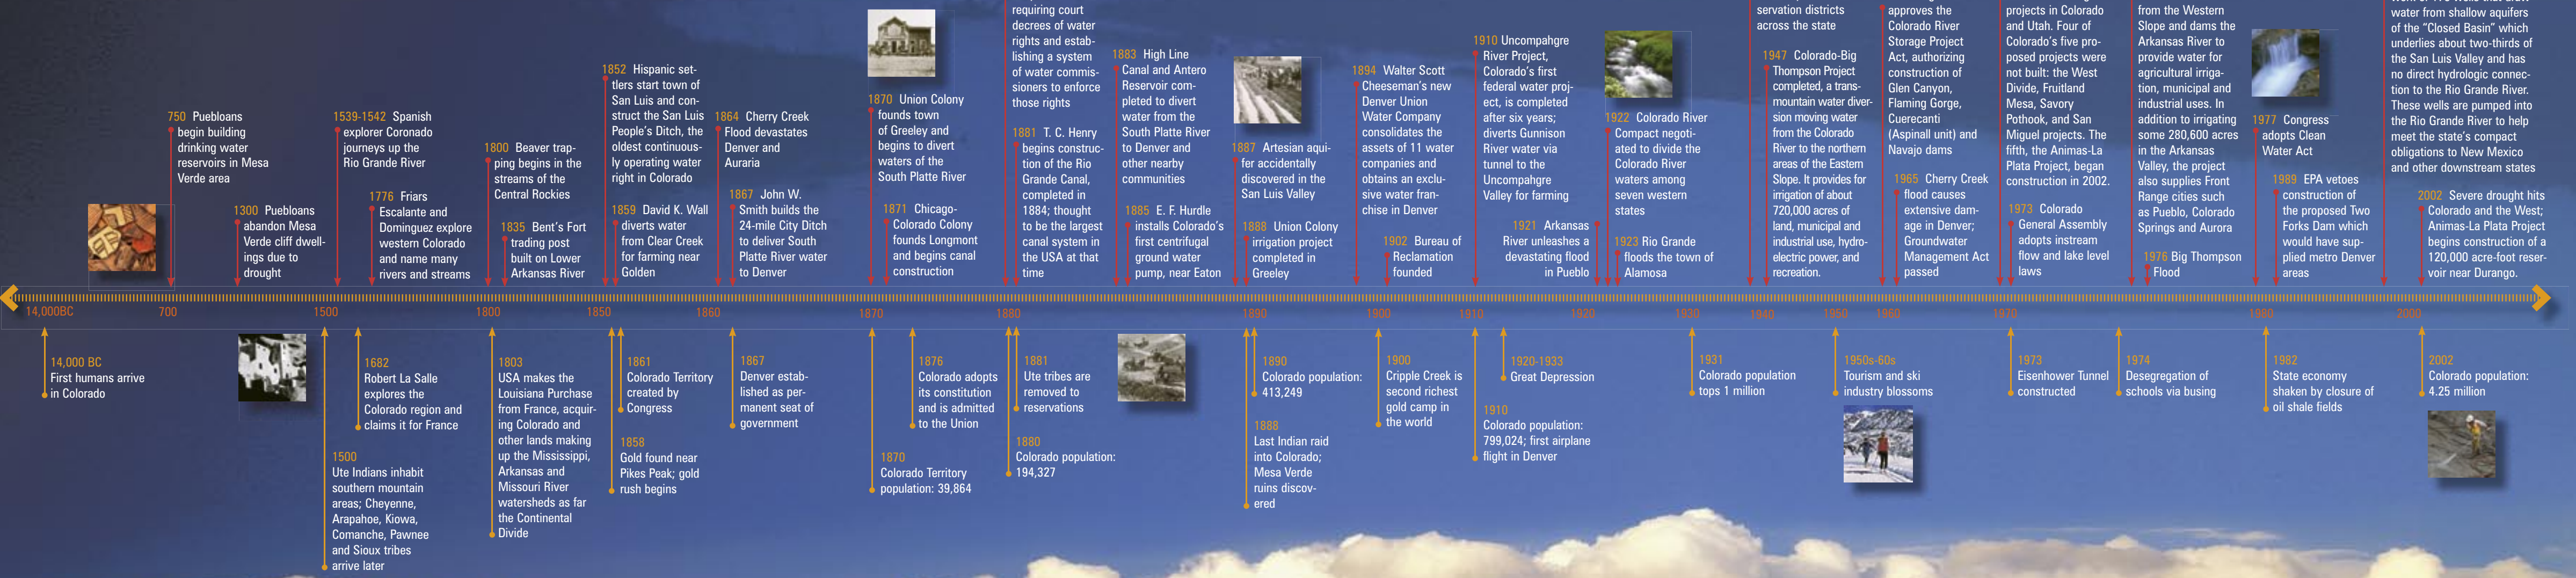 750 Puebloans
begin building
drinking water
reservoirs in Mesa
Verde area
1300 Puebloans
abandon Mesa
Verde cliff dwell-
ings due to
drought
1539-1542 Spanish
explorer Coronado
journeys up the
Rio Grande River
1776 Friars
Escalante and
Dominguez explore
western Colorado
and name many
rivers and streams
1800 Beaver trap-
ping begins in the
streams of the
Central Rockies
1835 Bent's Fort
trading post
built on Lower
Arkansas River
1852 Hispanic set-
tlers start town of
San Luis and con-
struct the San Luis
People's Ditch, the
oldest continuous-
ly operating water
right in Colorado
1859 David K. Wall
diverts water
from Clear Creek
for farming near
Golden
1864 Cherry Creek
Flood devastates
Denver and
Auraria
1867 John W.
Smith builds the
24-mile City Ditch
to deliver South
Platte River water
to Denver
1870 Union Colony
founds town
of Greeley and
begins to divert
waters of the
South Platte River
1871 Chicago-
Colorado Colony
founds Longmont
and begins canal
construction
requiring court
decrees of water
rights and estab-
lishing a system
of water commis-
sioners to enforce
those rights
1881 T. C. Henry
begins construc-
tion of the Rio
Grande Canal,
completed in
1884; thought
to be the largest
canal system in
the USA at that
time
1883 High Line
Canal and Antero
Reservoir com-
pleted to divert
water from the
South Platte River
to Denver and
other nearby
communities
1885 E. F. Hurdle
installs Colorado's
first centrifugal
ground water
pump, near Eaton
1887 Artesian aqui-
fer accidentally
discovered in the
San Luis Valley
1888 Union Colony
irrigation project
completed in
Greeley
1894 Walter Scott
Cheeseman's new
Denver Union
Water Company
consolidates the
assets of 11 water
companies and
obtains an exclu-
sive water fran-
chise in Denver
1902 Bureau of
Reclamation
founded
1910 Uncompahgre
River Project,
Colorado's first
federal water proj-
ect, is completed
after six years;
diverts Gunnison
River water via
tunnel to the
Uncompahgre
Valley for farming
1921 Arkansas
River unleashes a
devastating flood
in Pueblo
1922 Colorado River
Compact negoti-
ated to divide the
Colorado River
waters among
seven western
states
1923 Rio Grande
floods the town of
Alamosa
servation districts
across the state
1947 Colorado-Big
Thompson Project
completed, a trans-
mountain water diver-
sion moving water
from the Colorado
River to the northern
areas of the Eastern
Slope. It provides for
irrigation of about
720,000 acres of
land, municipal and
industrial use, hydro-
electric power, and
recreation.
approves the
Colorado River
Storage Project
Act, authorizing
construction of
Glen Canyon,
Flaming Gorge,
Cuerecanti
(Aspinall unit) and
Navajo dams
1965 Cherry Creek
flood causes
extensive dam-
age in Denver;
Groundwater
Management Act
passed
projects in Colorado
and Utah. Four of
Colorado's five pro-
posed projects were
not built: the West
Divide, Fruitland
Mesa, Savory
Pothook, and San
Miguel projects. The
fifth, the Animas-La
Plata Project, began
construction in 2002.
1973 Colorado
General Assembly
adopts instream
flow and lake level
laws
from the Western
Slope and dams the
Arkansas River to
provide water for
agricultural irriga-
tion, municipal and
industrial uses. In
addition to irrigating
some 280,600 acres
in the Arkansas
Valley, the project
also supplies Front
Range cities such
as Pueblo, Colorado
Springs and Aurora
1976 Big Thompson
Flood
1977 Congress
adopts Clean
Water Act
1989 EPA vetoes
construction of
the proposed Two
Forks Dam which
would have sup-
plied metro Denver
areas
water from shallow aquifers
of the "Closed Basin" which
underlies about two-thirds of
the San Luis Valley and has
no direct hydrologic connec-
tion to the Rio Grande River.
These wells are pumped into
the Rio Grande River to help
meet the state's compact
obligations to New Mexico
and other downstream states
2002 Severe drought hits
Colorado and the West;
Animas-La Plata Project
begins construction of a
120,000 acre-foot reser-
voir near Durango.
14,000BC 700 1500 1800 1850 1860 1870 1880 1890 1900 1910 1920 1930 1940 1950 1960 1970 1980 2000
14,000 BC
First humans arrive
in Colorado
1500
Ute Indians inhabit
southern mountain
areas; Cheyenne,
Arapahoe, Kiowa,
Comanche, Pawnee
and Sioux tribes
arrive later
1682
Robert La Salle
explores the
Colorado region and
claims it for France
1803
USA makes the
Louisiana Purchase
from France, acquir-
ing Colorado and
other lands making
up the Mississippi,
Arkansas and
Missouri River
watersheds as far
the Continental
Divide
1861
Colorado Territory
created by
Congress
1858
Gold found near
Pikes Peak; gold
rush begins
1867
Denver estab-
lished as per-
manent seat of
government
1870
Colorado Territory
population: 39,864
1876
Colorado adopts
its constitution
and is admitted
to the Union
1881
Ute tribes are
removed to
reservations
1880
Colorado population:
194,327
1890
Colorado population:
413,249
1888
Last Indian raid
into Colorado;
Mesa Verde
ruins discov-
ered
1900
Cripple Creek is
second richest
gold camp in
the world
1920-1933
Great Depression
1910
Colorado population:
799,024; first airplane
flight in Denver
1931
Colorado population
tops 1 million
1950s-60s
Tourism and ski
industry blossoms
1973
Eisenhower Tunnel
constructed
1974
Desegregation of
schools via busing
1982
State economy
shaken by closure of
oil shale fields
2002
Colorado population:
4.25 million